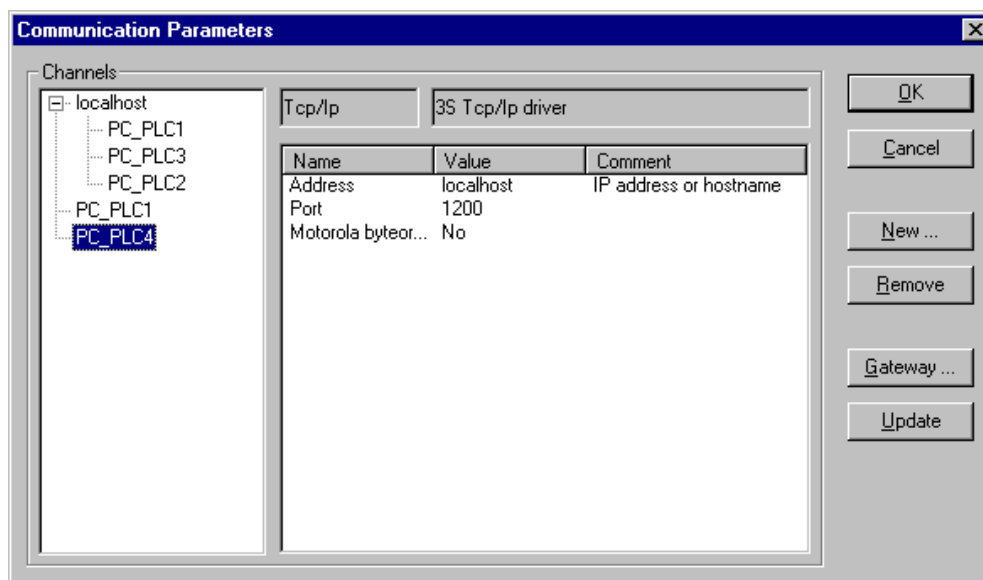 Communication Parameters
Channels
localhost
PC_PLC1
PC_PLC3
PC_PLC2
PC_PLC1
PC_PLC4
Tcp/Ip 3S Tcp/Ip driver
Name Value Comment
Address localhost IP address or hostname
Port 1200
Motorola byteor... No
OK
Cancel
New ...
Remove
Gateway ...
Update